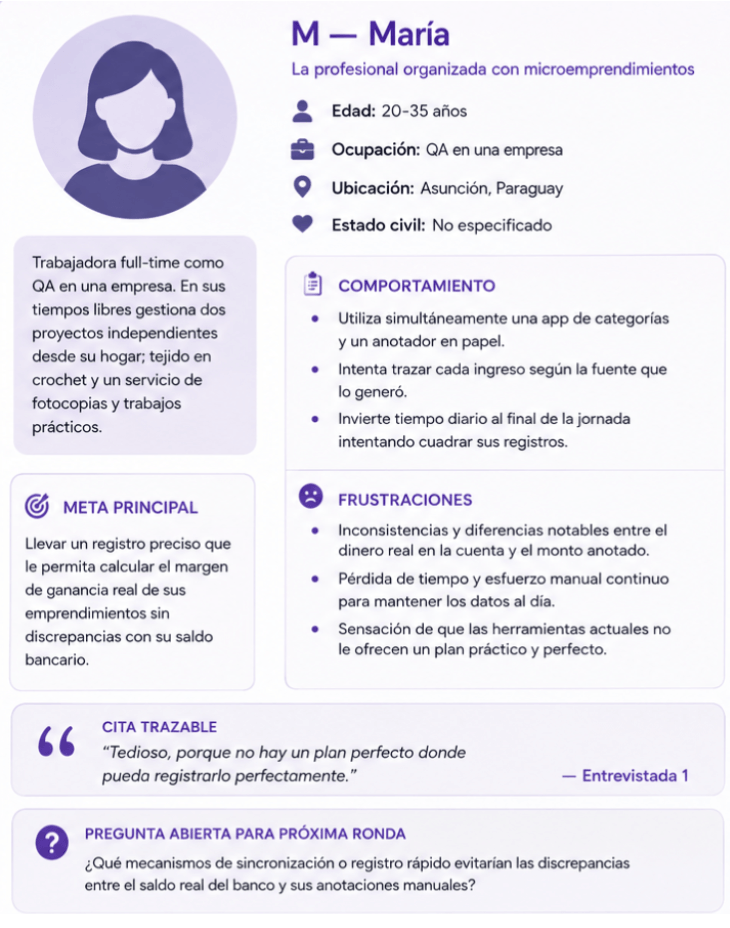 M — María
La profesional organizada con microemprendimientos
Edad: 20-35 años
Ocupación: QA en una empresa
Ubicación: Asunción, Paraguay
Estado civil: No especificado
Trabajadora full-time como
QA en una empresa. En sus
tiempos libres gestiona dos
proyectos independientes
desde su hogar; tejido en
crochet y un servicio de
fotocopias y trabajos
prácticos.
META PRINCIPAL
Llevar un registro preciso que
le permita calcular el margen
de ganancia real de sus
emprendimientos sin
discrepancias con su saldo
bancario.
COMPORTAMIENTO
• Utiliza simultáneamente una app de categorías
y un anotador en papel.
• Intenta trazar cada ingreso según la fuente que
lo generó.
• Invierte tiempo diario al final de la jornada
intentando cuadrar sus registros.
FRUSTRACIONES
• Inconsistencias y diferencias notables entre el
dinero real en la cuenta y el monto anotado.
• Pérdida de tiempo y esfuerzo manual continuo
para mantener los datos al día.
• Sensación de que las herramientas actuales no
le ofrecen un plan práctico y perfecto.
CITA TRAZABLE
“Tedioso, porque no hay un plan perfecto donde
pueda registrarlo perfectamente.”
— Entrevistada 1
PREGUNTA ABIERTA PARA PRÓXIMA RONDA
¿Qué mecanismos de sincronización o registro rápido evitarían las discrepancias
entre el saldo real del banco y sus anotaciones manuales?